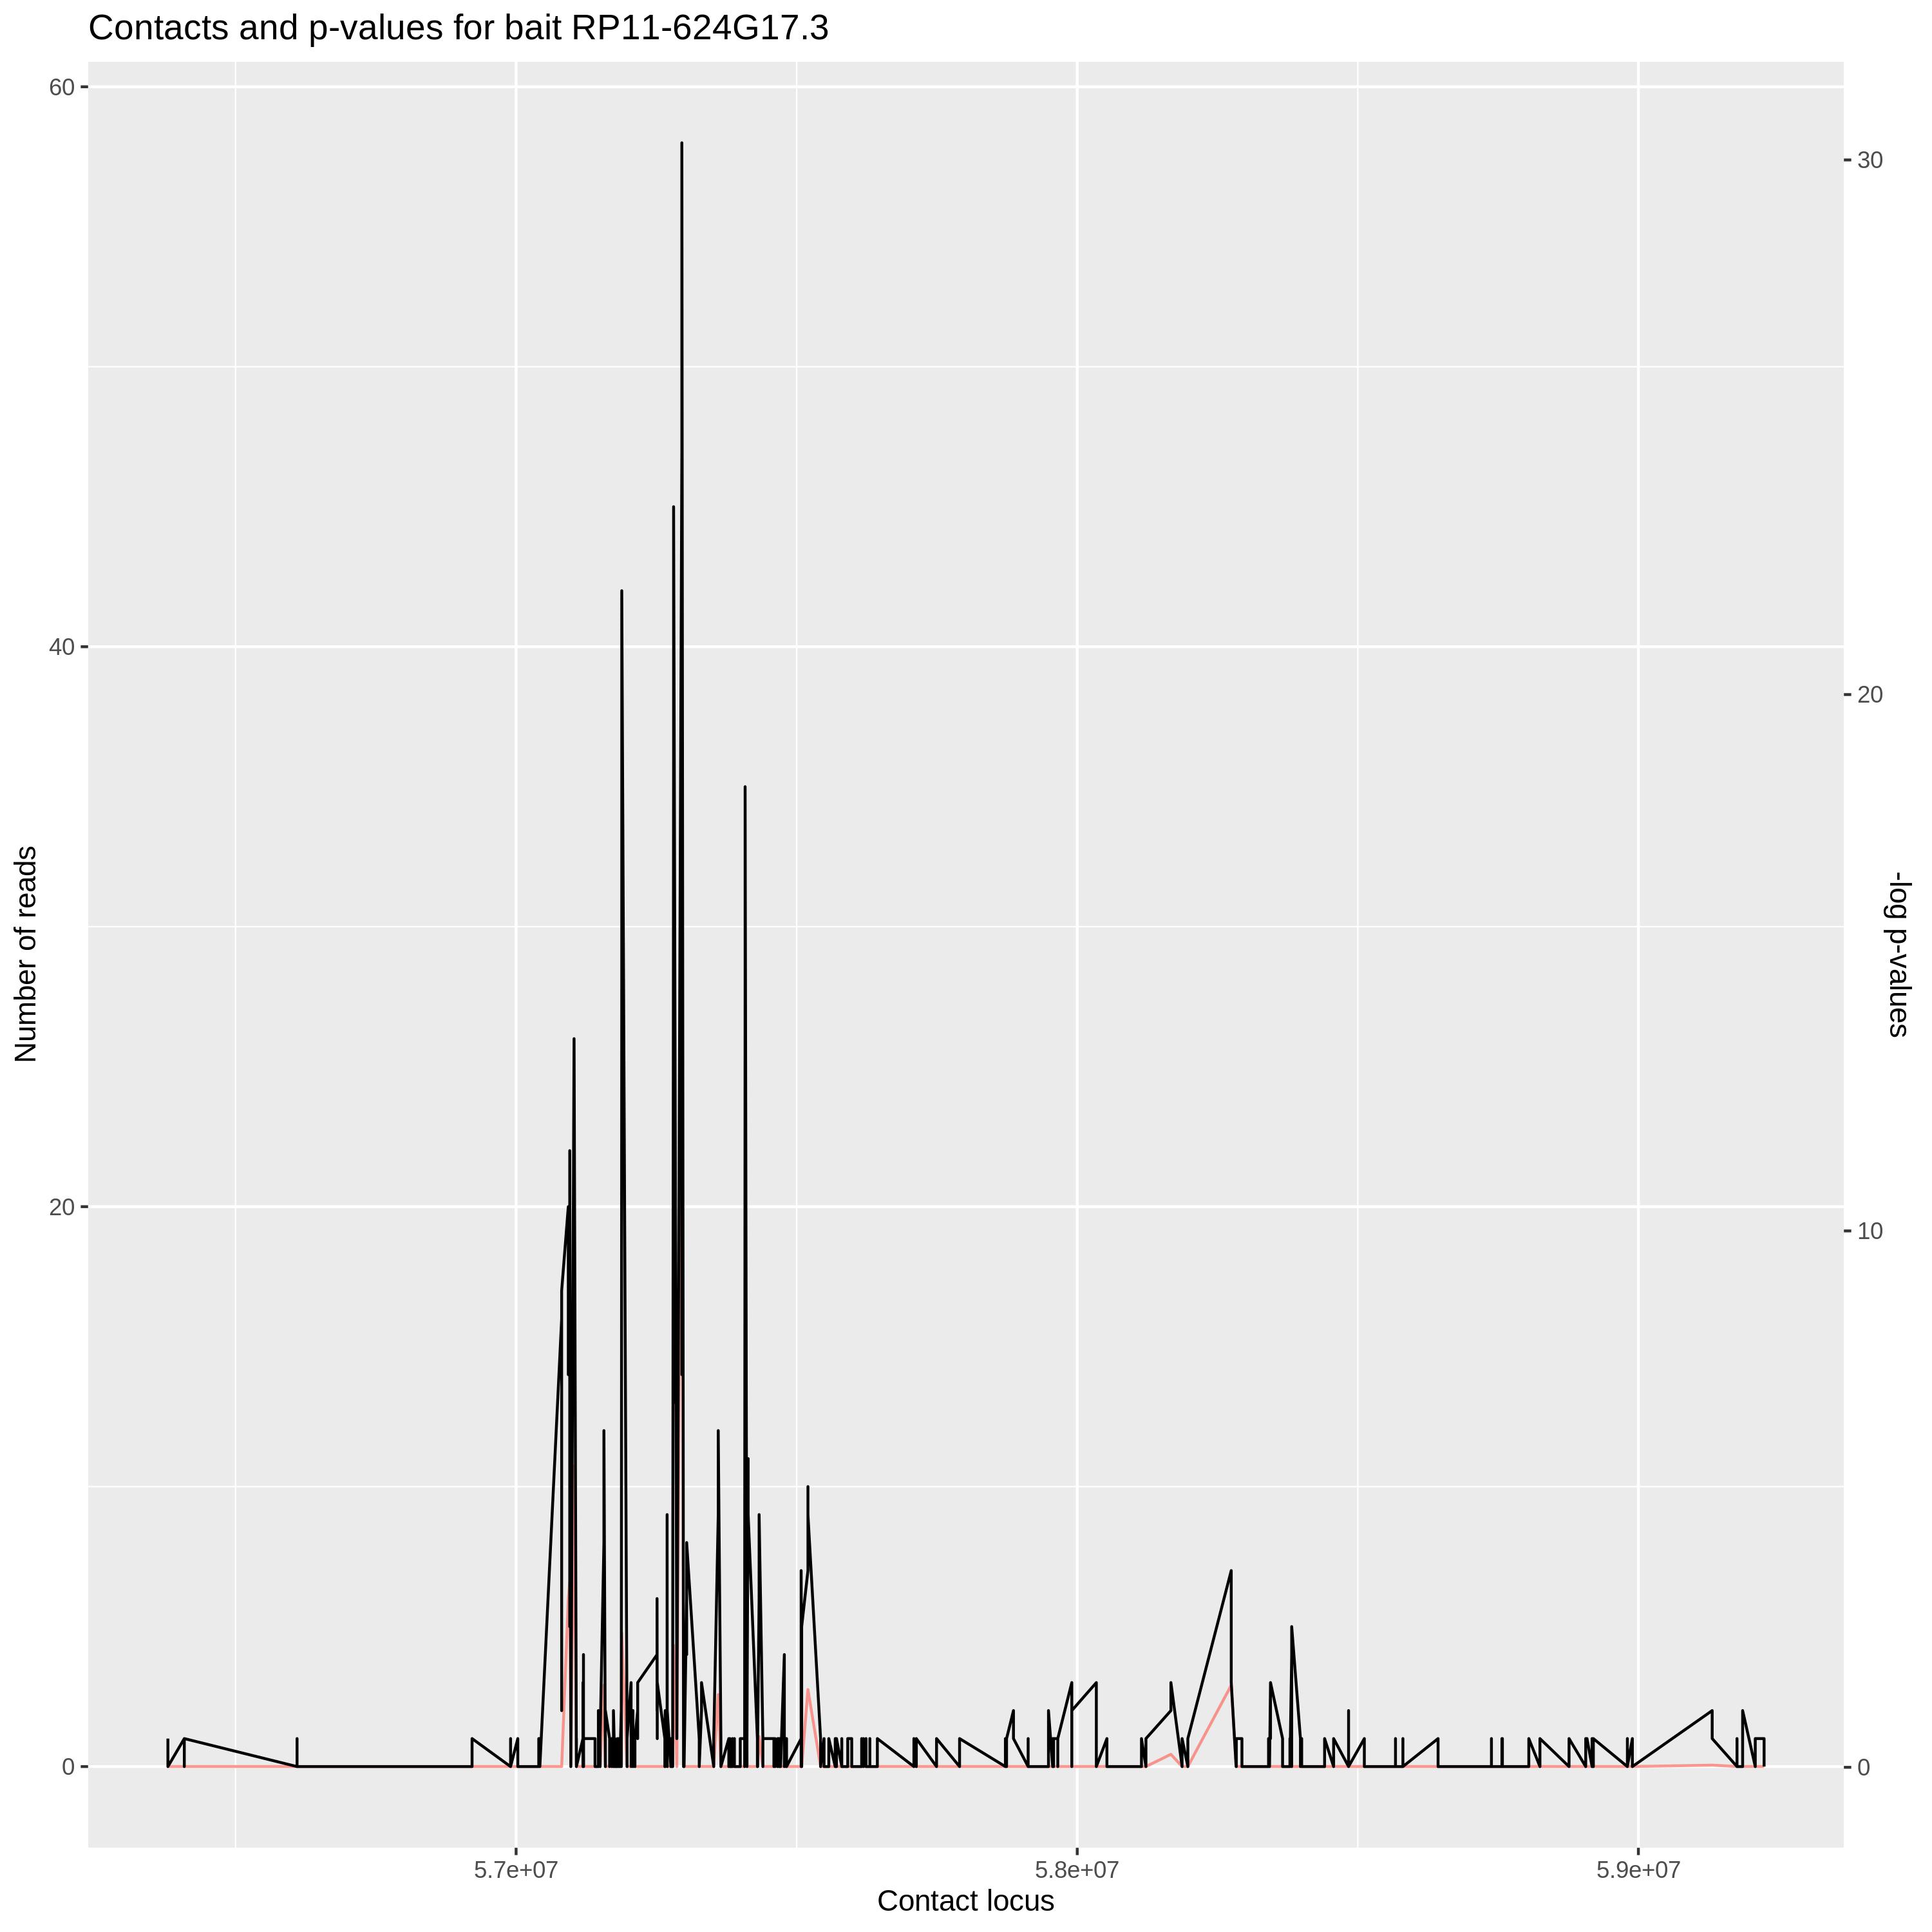 Contacts and p-values for bait RP11-624G17.3
60
40
20
0
30
20
10
0
Number of reads
-log p-values
5.7e+07
5.8e+07
5.9e+07
Contact locus